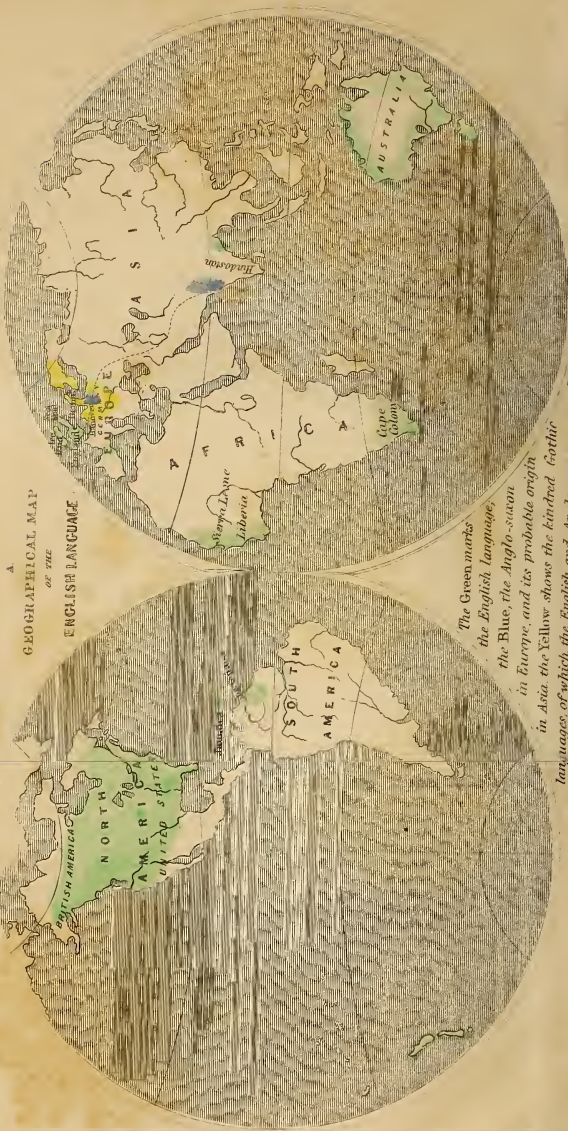 A
GEOGRAPHICAL MAP
OF THE
ENGLISH LANGUAGE.
BRITISH AMERICA
NORTH
AMERICA
UNITED STATES
SOUTH
AMERICA
EUROPE
ASIA
Hindostan
AFRICA
Sierra Leone
Liberia
Cape
Colony
AUSTRALIA
The Green marks
the English language,
the Blue, the Anglo-saxon
in Europe, and its probable origin
in Asia. the Yellow shows the kindred Gothic
languages, of which the English and